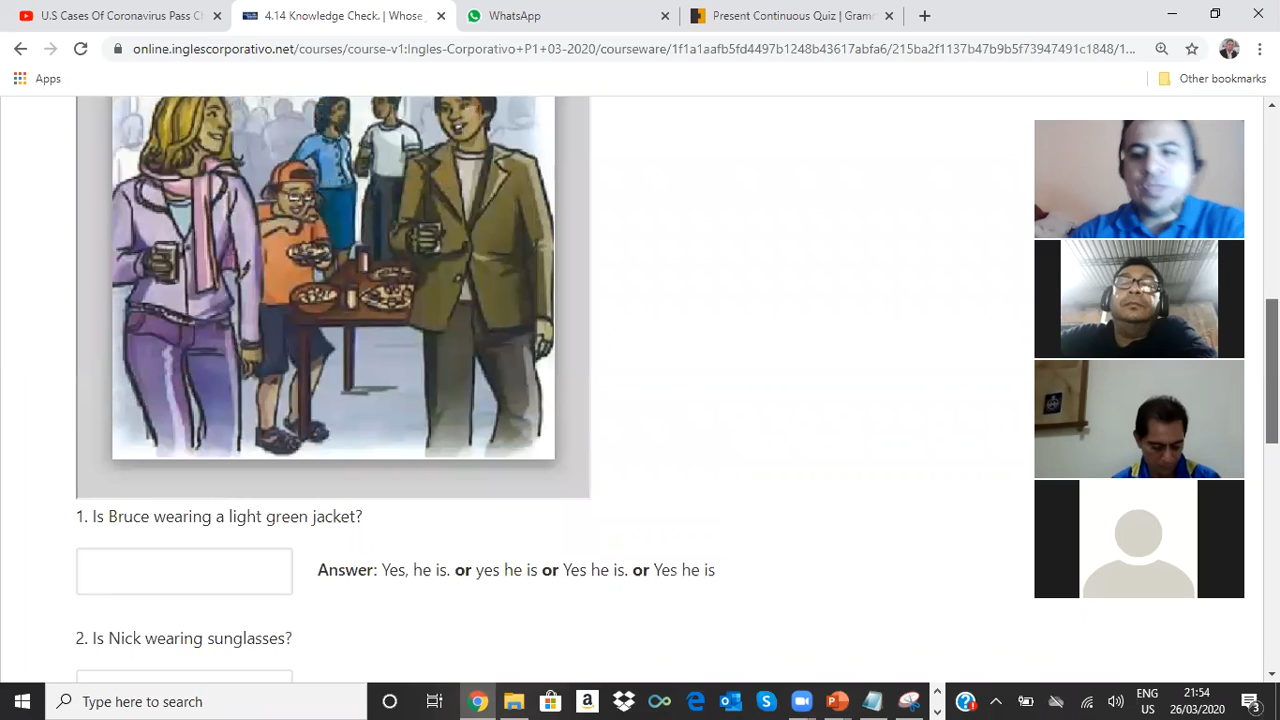 U.S Cases Of Coronavirus Pass Cl
4.14 Knowledge Check. | Whose
WhatsApp
Present Continuous Quiz | Gram
online.inglescorporativo.net/courses/course-v1:Ingles-Corporativo+P1+03-2020/courseware/1f1a1aafb5fd4497b1248b43617abfa6/215ba2f1137b47b9b5f73947491c1848/1...
Apps
Other bookmarks
1. Is Bruce wearing a light green jacket?
Answer: Yes, he is. or yes he is or Yes he is. or Yes he is
2. Is Nick wearing sunglasses?
Type here to search
ENG
US
21:54
26/03/2020
3